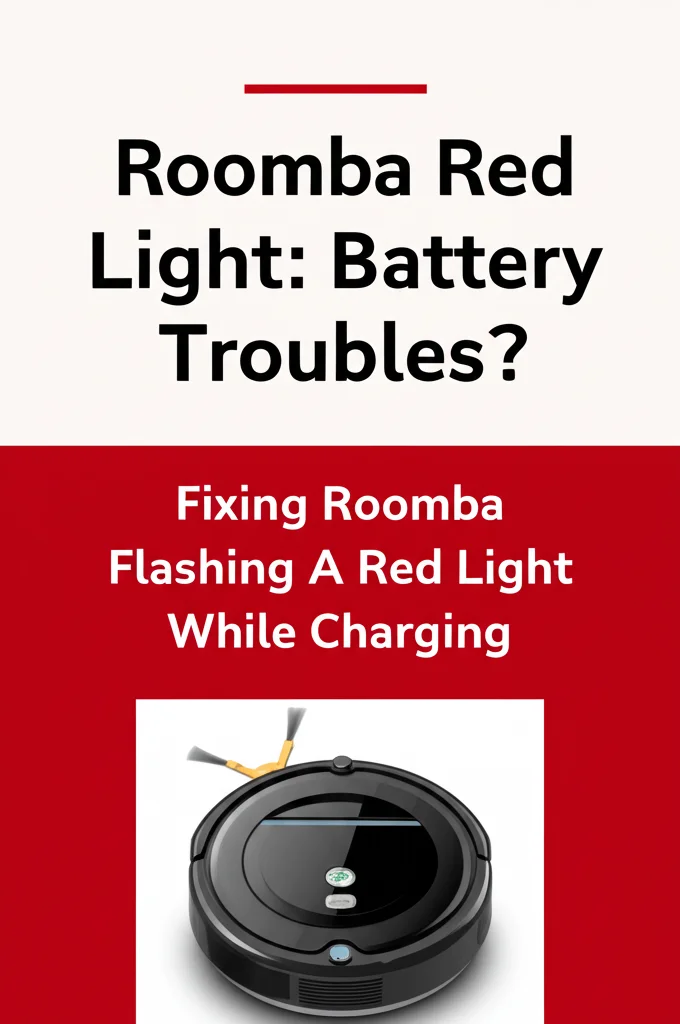 Roomba Red
Light: Battery
Troubles?
Fixing Roomba
Flashing A Red Light
While Charging